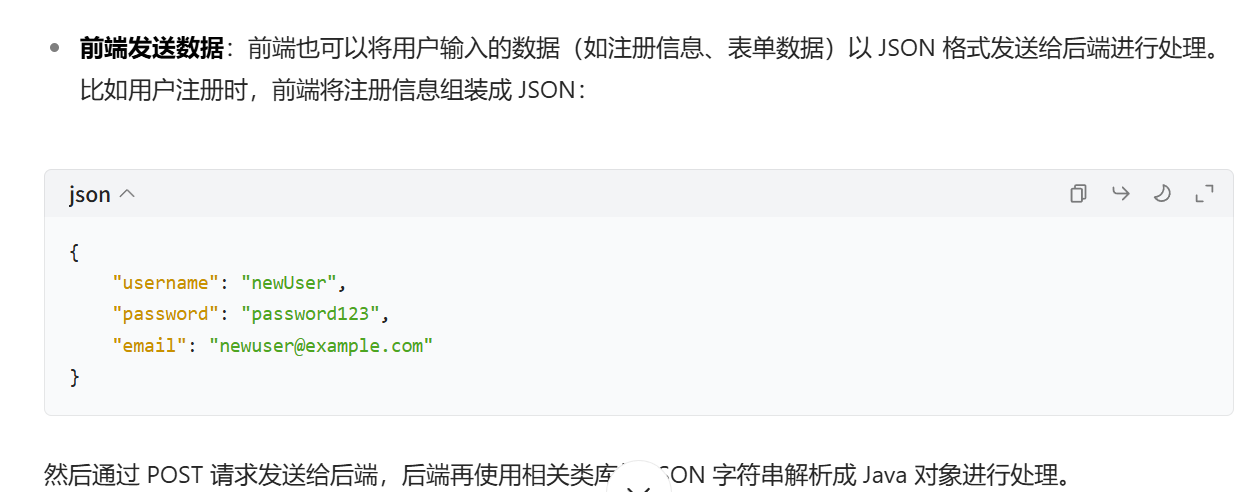 前端发送数据：前端也可以将用户输入的数据（如注册信息、表单数据）以 JSON 格式发送给后端进行处理。
比如用户注册时，前端将注册信息组装成 JSON：
json
{
"username": "newUser",
"password": "password123",
"email": "newuser@example.com"
}
然后通过 POST 请求发送给后端，后端再使用相关类库 SON 字符串解析成 Java 对象进行处理。